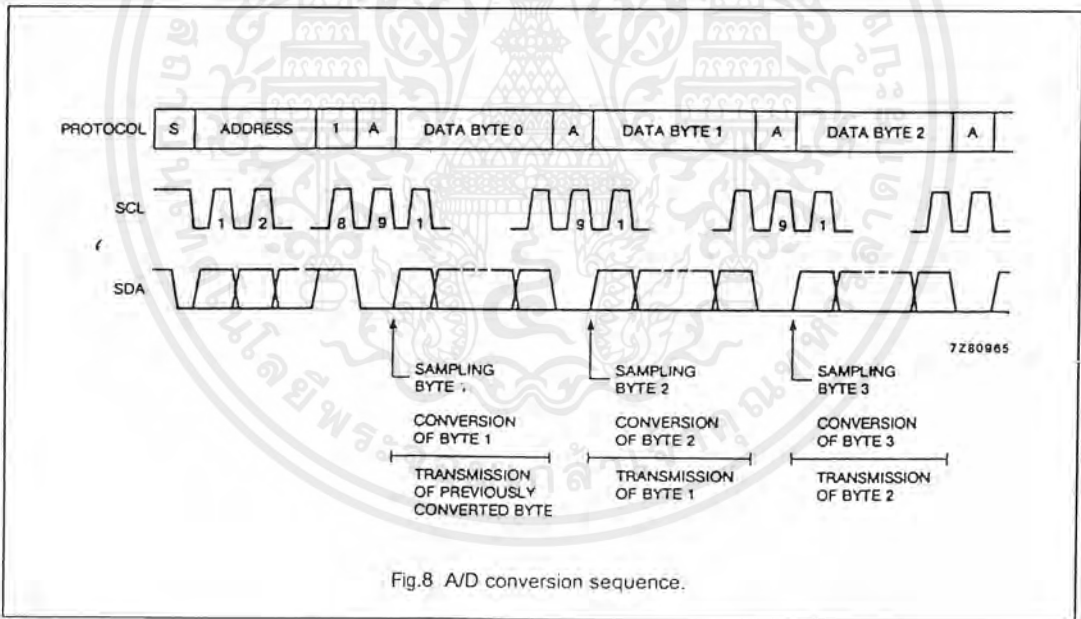 PROTOCOL S ADDRESS 1 A DATA BYTE 0 A DATA BYTE 1 A DATA BYTE 2 A
SCL 1 2 8 9 1 9 1 9 1
SDA
7Z80965
SAMPLING BYTE
SAMPLING BYTE 2
SAMPLING BYTE 3
CONVERSION OF BYTE 1
CONVERSION OF BYTE 2
CONVERSION OF BYTE 3
TRANSMISSION OF PREVIOUSLY CONVERTED BYTE
TRANSMISSION OF BYTE 1
TRANSMISSION OF BYTE 2
Fig.8 A/D conversion sequence.